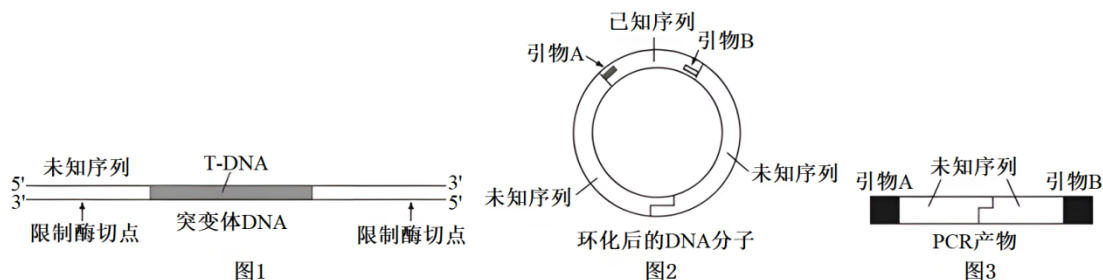 未知序列
T-DNA
5'
3'
3'
5'
限制酶切点
突变体DNA
限制酶切点
图1
已知序列
引物A
引物B
未知序列
未知序列
环化后的DNA分子
图2
引物A
未知序列
引物B
PCR产物
图3